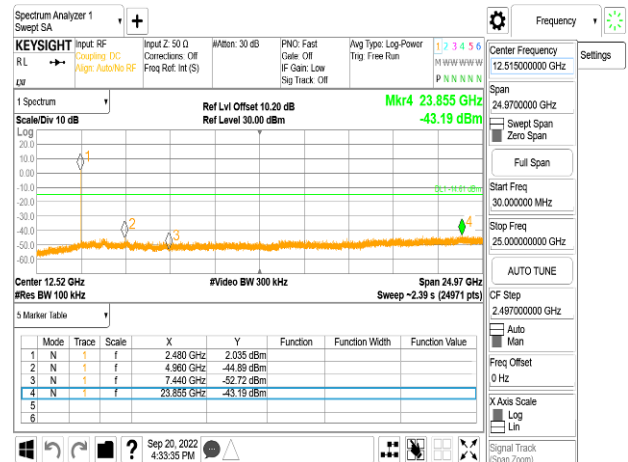 Spectrum Analyzer 1
Swept SA
Frequency
KEYSIGHT
Input: RF
Coupling: DC
Align: Auto/No RF
Input Z: 50 Ω
Corrections: Off
Freq Ref: Int (S)
#Atten: 30 dB
PNO: Fast
Gate: Off
IF Gain: Low
Sig Track: Off
Avg Type: Log-Power
Trig: Free Run
1 2 3 4 5 6
M W W W W W
P N N N N N
RL
1 Spectrum
Scale/Div 10 dB
Ref Lvl Offset 10.20 dB
Ref Level 30.00 dBm
Mkr4 23.855 GHz
-43.19 dBm
Log
20.0
10.0
0.00
-10.0
-20.0
-30.0
-40.0
-50.0
-60.0
1
2
3
4
Center 12.52 GHz
#Res BW 100 kHz
#Video BW 300 kHz
Span 24.97 GHz
Sweep ~2.39 s (24971 pts)
5 Marker Table
Mode Trace Scale X Y Function Function Width Function Value
1 N 1 f 2.480 GHz 2.035 dBm
2 N 1 f 4.960 GHz -44.89 dBm
3 N 1 f 7.440 GHz -52.72 dBm
4 N 1 f 23.855 GHz -43.19 dBm
5
6
Sep 20, 2022
4:33:35 PM
Center Frequency
12.515000000 GHz
Settings
Span
24.9700000 GHz
Swept Span
Zero Span
Full Span
Start Freq
30.000000 MHz
Stop Freq
25.000000000 GHz
AUTO TUNE
CF Step
2.497000000 GHz
Auto
Man
Freq Offset
0 Hz
X Axis Scale
Log
Lin
Signal Track
(Span Zoom)